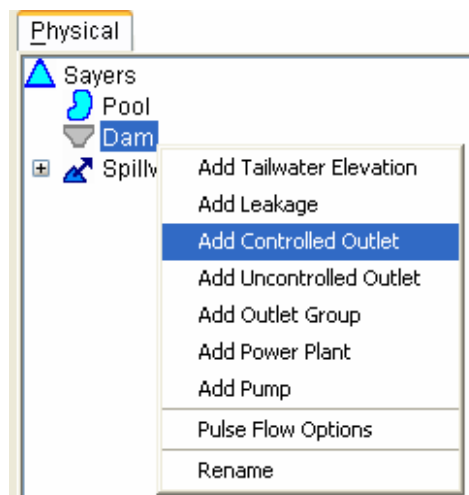 Physical
Sayers
Pool
Dam
Spillw
Add Tailwater Elevation
Add Leakage
Add Controlled Outlet
Add Uncontrolled Outlet
Add Outlet Group
Add Power Plant
Add Pump
Pulse Flow Options
Rename